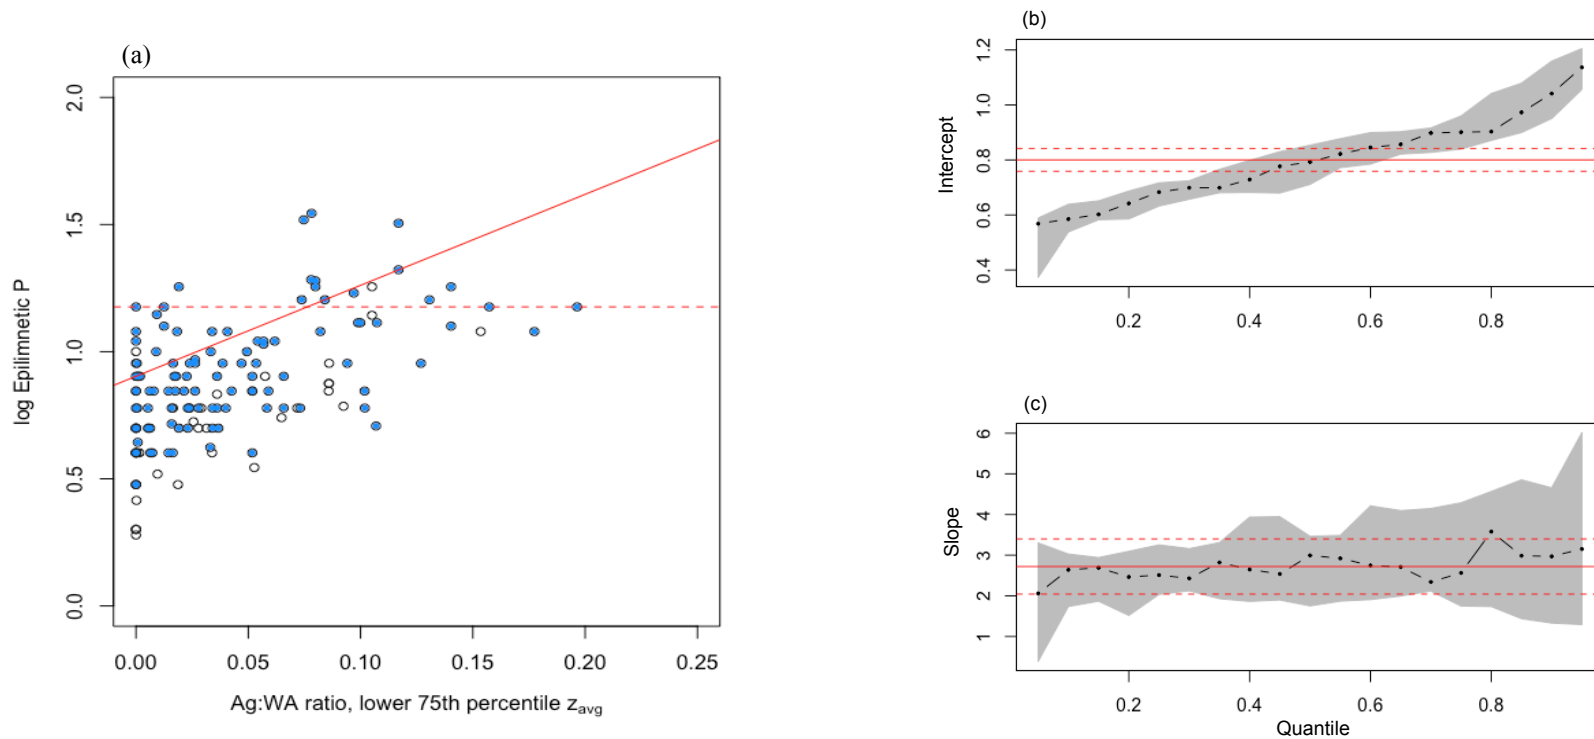 (a)
2.0
1.5
1.0
0.5
0.0
log Epilimnetic P
0.00 0.05 0.10 0.15 0.20 0.25
Ag:WA ratio, lower 75th percentile zavg
(b)
1.2
1.0
0.8
0.6
0.4
Intercept
0.2 0.4 0.6 0.8
(c)
6
5
4
3
2
1
Slope
0.2 0.4 0.6 0.8
Quantile